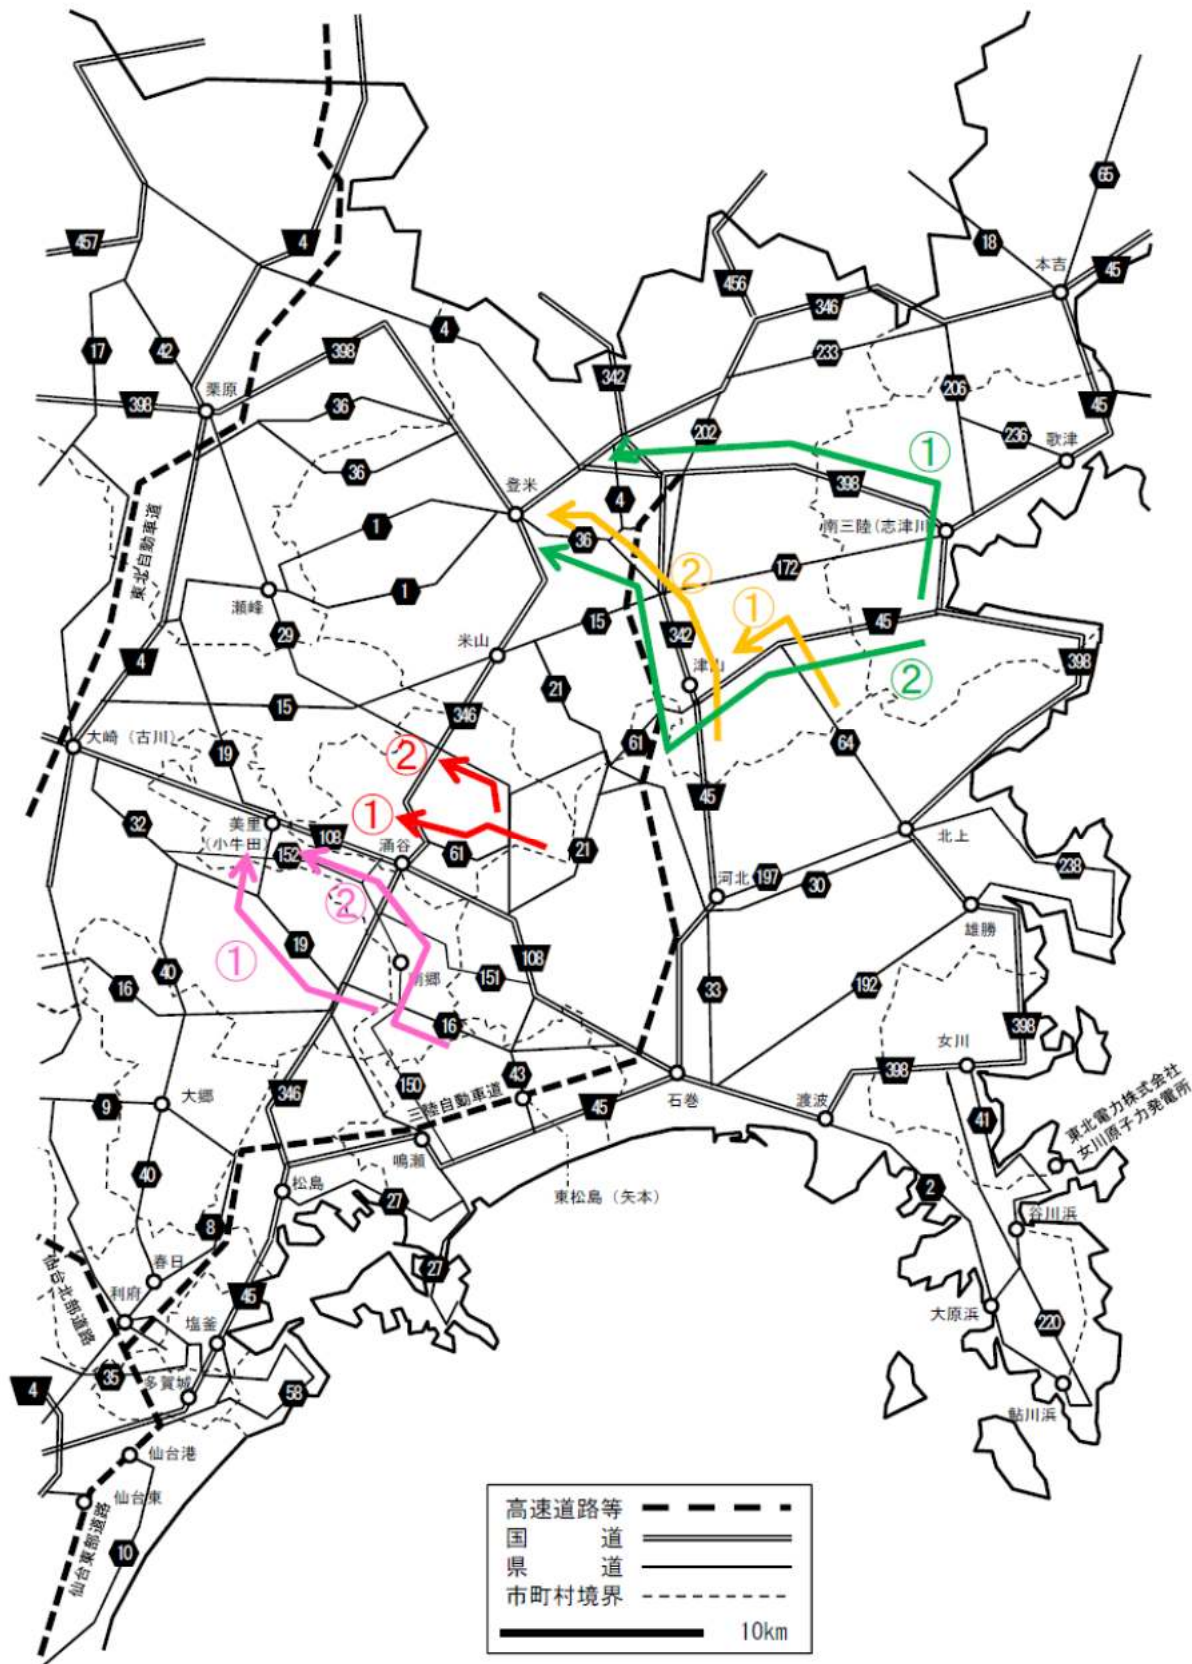 65
457
4
18
本吉
45
456
346
4
17
42
398
233
342
栗原
398
206
45
36
202
236
歌津
①
36
398
登米
4
南三陸(志津川
1
36
東北自動車道
②
172
瀬峰
1
①
29
15
45
米山
342
4
津山
398
21
②
15
346
大崎(古川)
19
61
64
②
45
①
32
美里
(小牛田)
108
涌谷
152
61
21
北上
河北
197
238
②
30
雄勝
①
19
108
40
南郷
151
16
33
192
16
398
女川
150
43
398
346
三陸自動車道
9
大郷
45
石巻
渡波
41
東北電力株式会社
女川原子力発電所
鳴瀬
40
松島
東松島(矢本)
2
27
8
谷川浜
春日
仙台北部道路
27
利府
45
大原浜
塩釜
220
35
4
多賀城
58
鮎川浜
仙台港
仙台東
仙台東部道路
10
高速道路等
国 道
県 道
市町村境界
10km